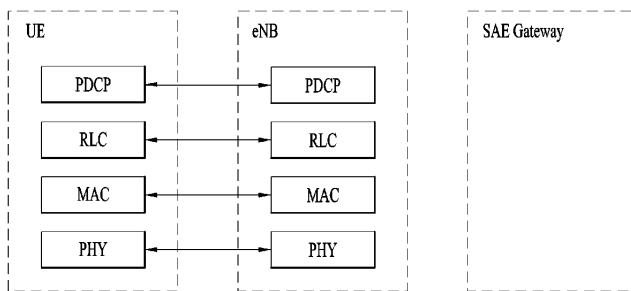 UE
eNB
SAE Gateway
PDCP
PDCP
RLC
RLC
MAC
MAC
PHY
PHY